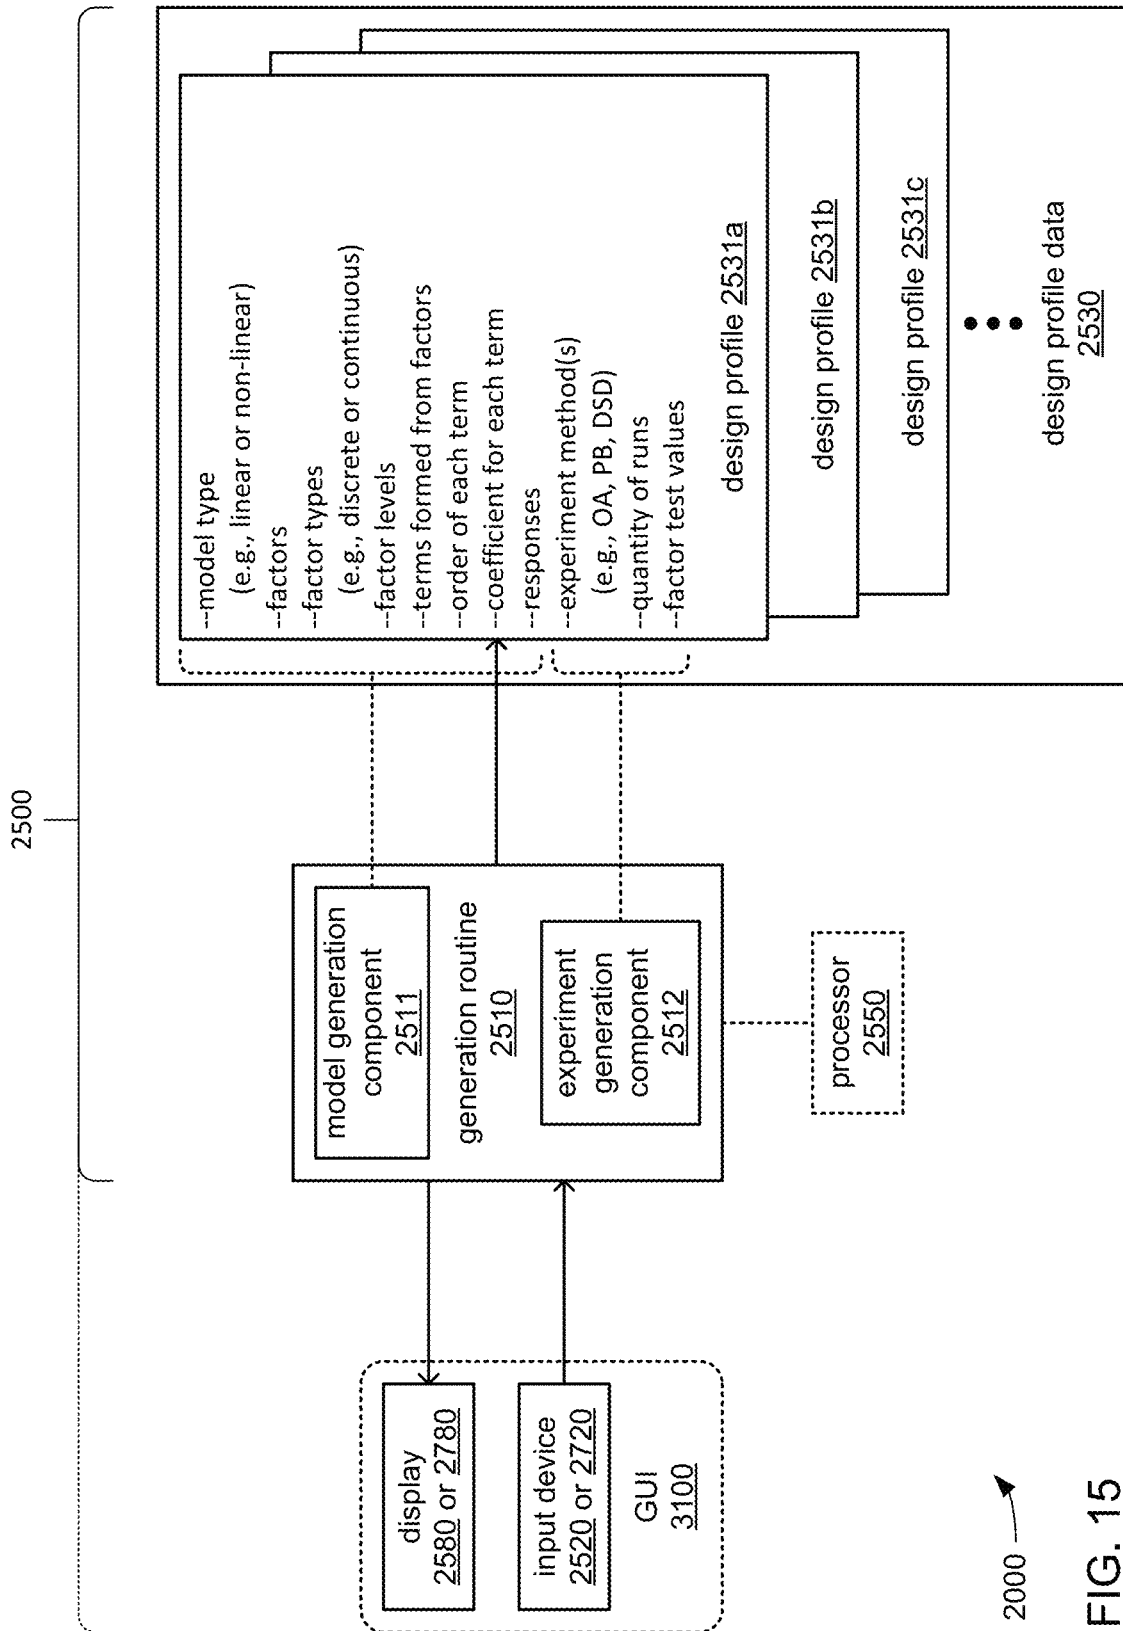 2500
--model type
(e.g., linear or non-linear)
--factors
--factor types
(e.g., discrete or continuous)
--factor levels
--terms formed from factors
--order of each term
--coefficient for each term
--responses
--experiment method(s)
(e.g., OA, PB, DSD)
--quantity of runs
--factor test values
design profile 2531a
design profile 2531b
design profile 2531c
design profile data
2530
model generation
component
2511
generation routine
2510
experiment
generation
component
2512
processor
2550
display
2580 or 2780
input device
2520 or 2720
GUI
3100
2000
FIG. 15